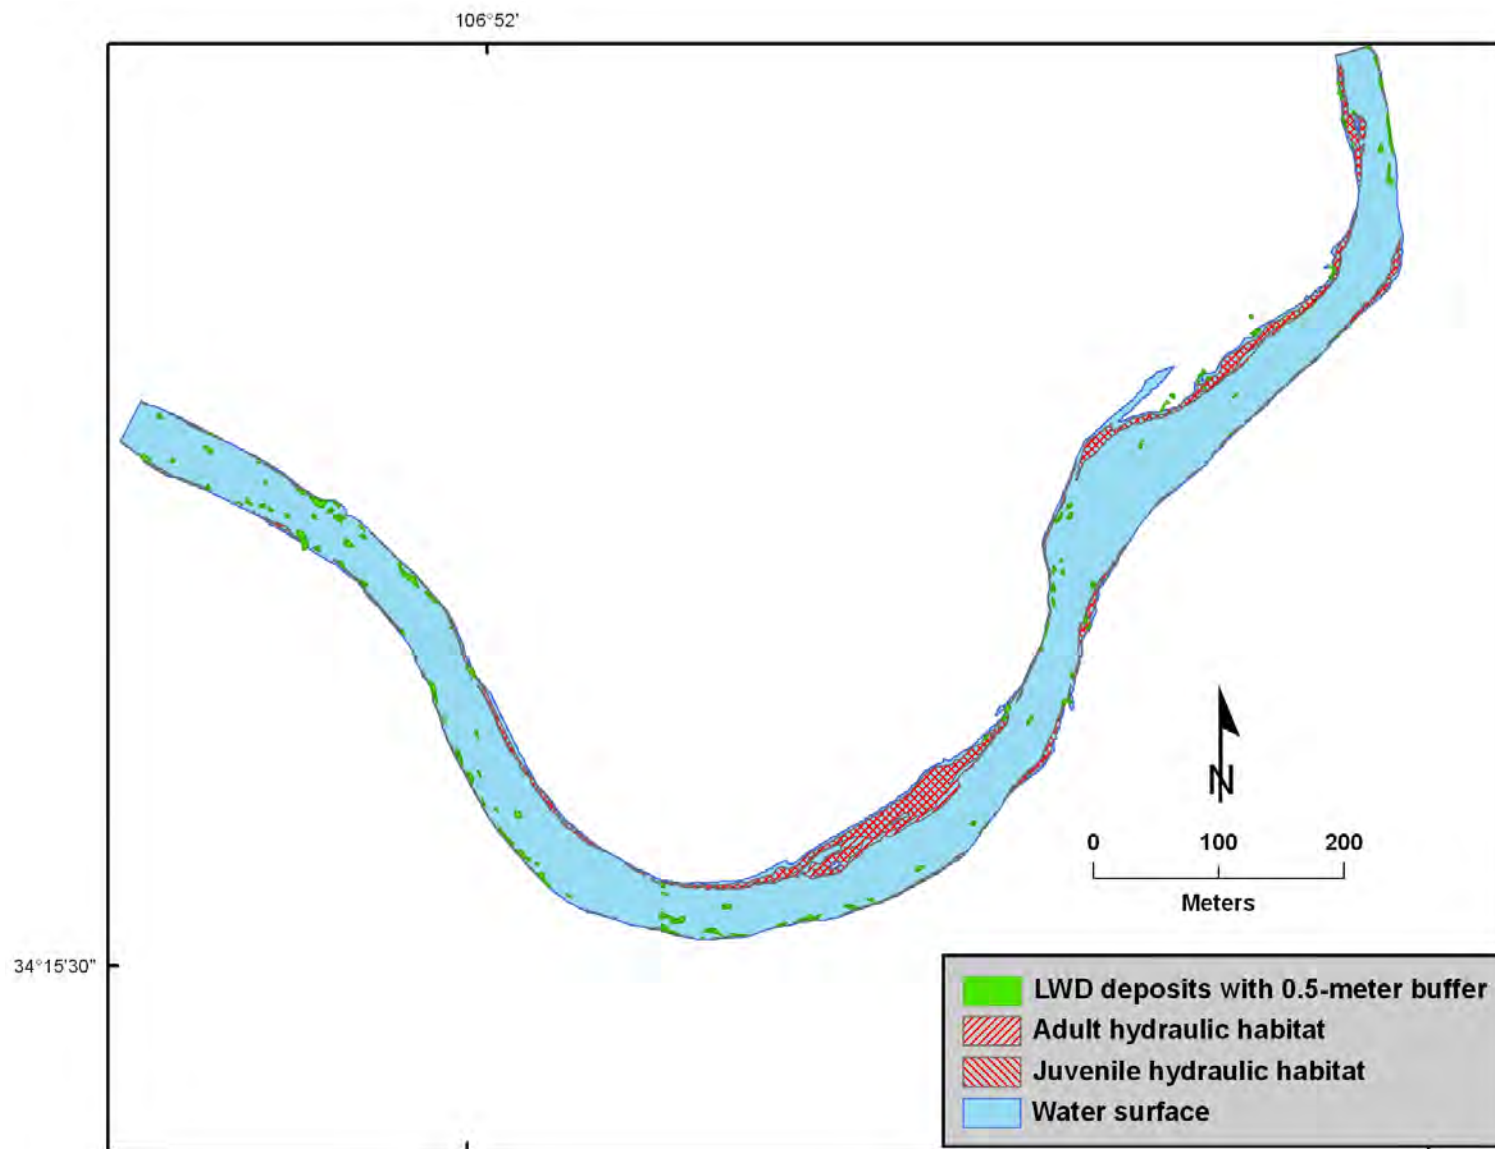 106°52'
N
0 100 200
Meters
34°15'30"
LWD deposits with 0.5-meter buffer
Adult hydraulic habitat
Juvenile hydraulic habitat
Water surface